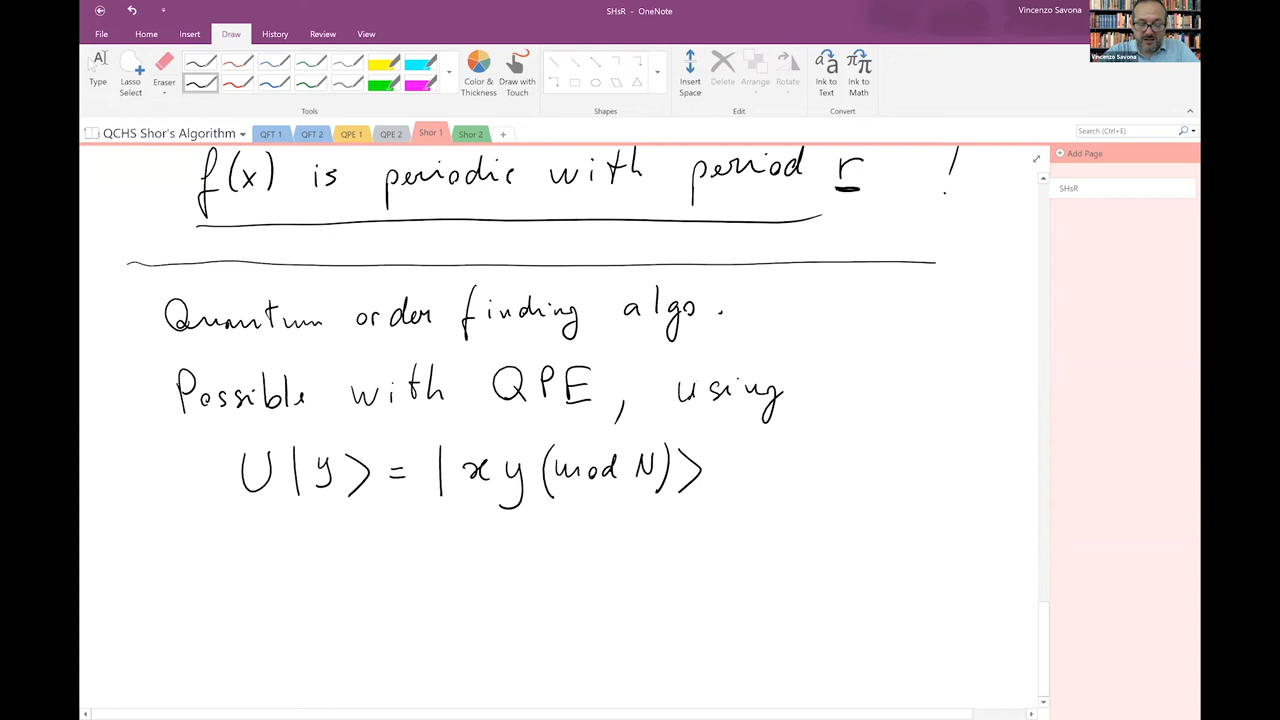 SHsR - OneNote
Vincenzo Savona
File Home Insert Draw History Review View
Type Lasso Select Eraser Color & Thickness Draw with Touch Insert Space Delete Arrange Rotate Ink to Text Ink to Math
Tools Shapes Edit Convert
QCHS Shor's Algorithm QFT 1 QFT 2 QPE 1 QPE 2 Shor 1 Shor 2
Search (Ctrl+E)
Add Page
SHsR
Vincenzo Savona
f(x) is periodic with period r !
Quantum order finding algo.
Possible with QPE, using
U|y> = |x y (mod N)>